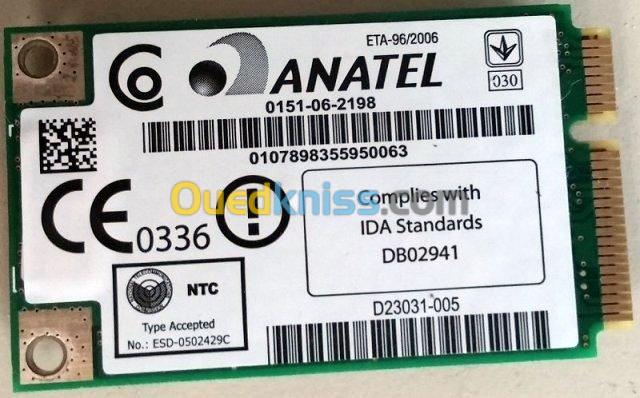 ETA-96/2006
ANATEL
030
0151-06-2198
0107898355950063
Ouedkniss.com
CE 0336
Complies with
IDA Standards
DB02941
NTC
Type Accepted
No.: ESD-0502429C
D23031-005